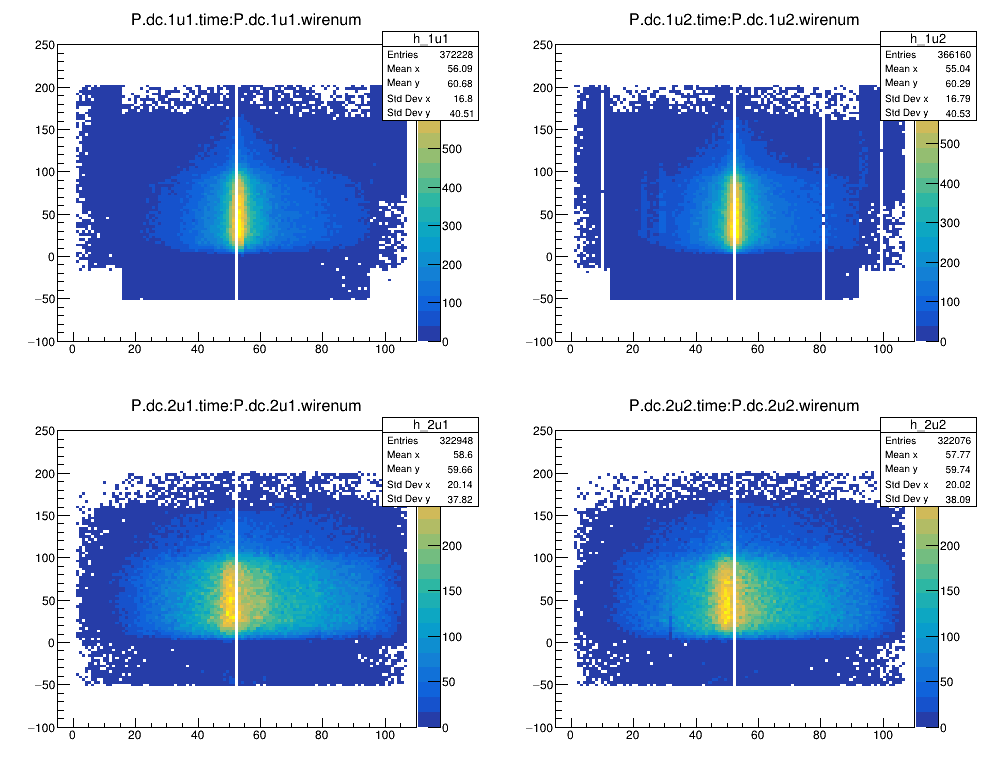 P.dc.1u1.time:P.dc.1u1.wirenum
h_1u1
Entries 372228
Mean x 56.09
Mean y 60.68
Std Dev x 16.8
Std Dev y 40.51
250
200
150
100
50
0
−50
−100
0 20 40 60 80 100
500
400
300
200
100
0
P.dc.1u2.time:P.dc.1u2.wirenum
h_1u2
Entries 366160
Mean x 55.04
Mean y 60.29
Std Dev x 16.79
Std Dev y 40.53
250
200
150
100
50
0
−50
−100
0 20 40 60 80 100
500
400
300
200
100
0
P.dc.2u1.time:P.dc.2u1.wirenum
h_2u1
Entries 322948
Mean x 58.6
Mean y 59.66
Std Dev x 20.14
Std Dev y 37.82
250
200
150
100
50
0
−50
−100
0 20 40 60 80 100
200
150
100
50
0
P.dc.2u2.time:P.dc.2u2.wirenum
h_2u2
Entries 322076
Mean x 57.77
Mean y 59.74
Std Dev x 20.02
Std Dev y 38.09
250
200
150
100
50
0
−50
−100
0 20 40 60 80 100
200
150
100
50
0